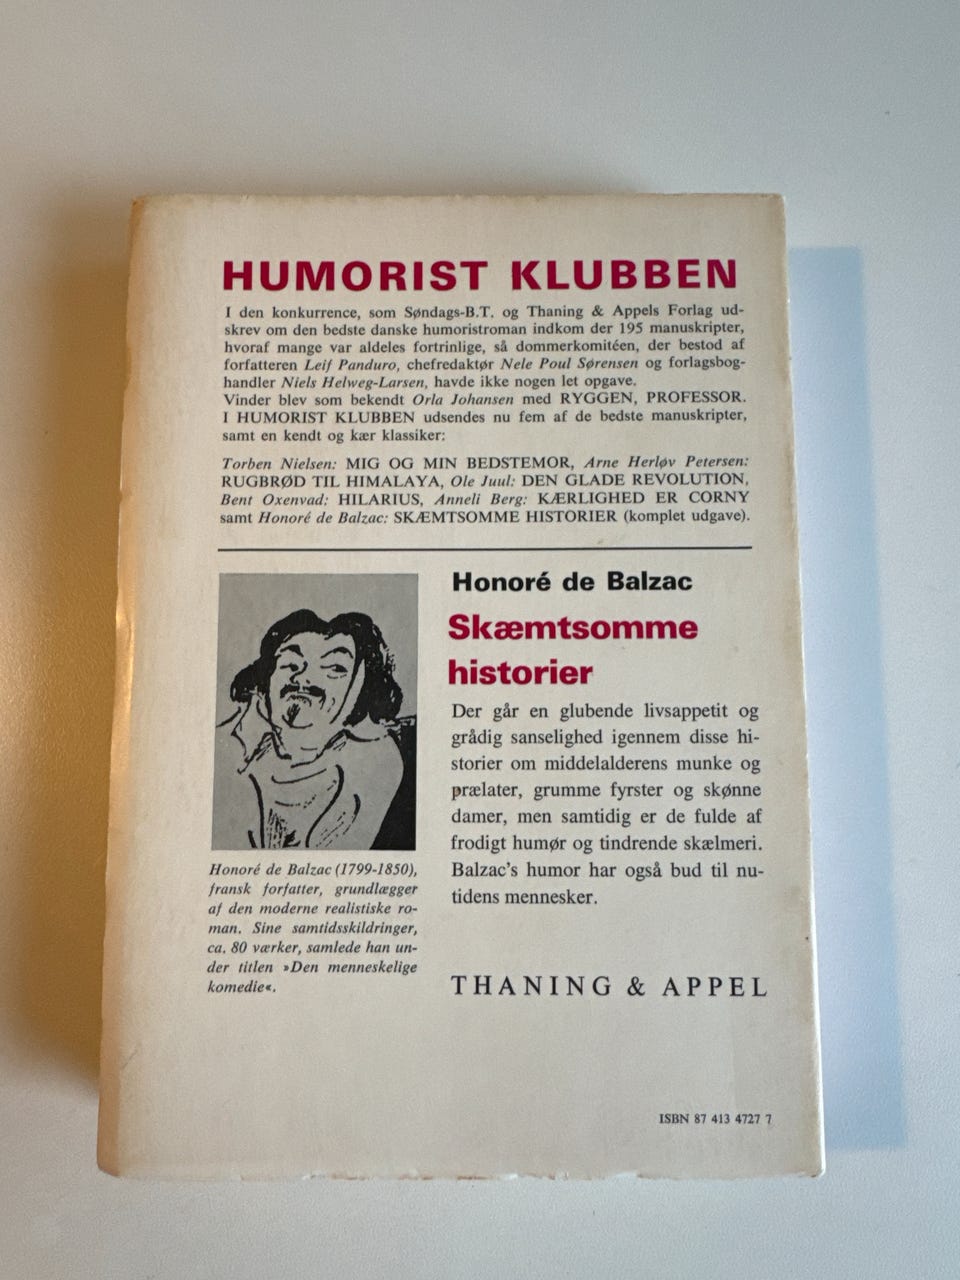 HUMORIST KLUBBEN
I den konkurrence, som Søndags-B.T. og Thaning & Appels Forlag ud-
skrev om den bedste danske humoristroman indkom der 195 manuskripter,
hvoraf mange var aldeles fortrinlige, så dommerkomitéen, der bestod af
forfatteren Leif Panduro, chefredaktør Nele Poul Sørensen og forlagsbog-
handler Niels Helweg-Larsen, havde ikke nogen let opgave.
Vinder blev som bekendt Orla Johansen med RYGGEN, PROFESSOR.
I HUMORIST KLUBBEN udsendes nu fem af de bedste manuskripter,
samt en kendt og kær klassiker:
Torben Nielsen: MIG OG MIN BEDSTEMOR, Arne Herløv Petersen:
RUGBRØD TIL HIMALAYA, Ole Juul: DEN GLADE REVOLUTION,
Bent Oxenvad: HILARIUS, Anneli Berg: KÆRLIGHED ER CORNY
samt Honoré de Balzac: SKÆMTSOMME HISTORIER (komplet udgave).
Honoré de Balzac
Skæmtsomme
historier
Der går en glubende livsappetit og
grådig sanselighed igennem disse hi-
storier om middelalderens munke og
prælater, grumme fyrster og skønne
damer, men samtidig er de fulde af
frodigt humør og tindrende skælmeri.
Balzac's humor har også bud til nu-
tidens mennesker.
Honoré de Balzac (1799-1850),
fransk forfatter, grundlægger
af den moderne realistiske ro-
man. Sine samtidsskildringer,
ca. 80 værker, samlede han un-
der titlen »Den menneskelige
komedie«.
THANING & APPEL
ISBN 87 413 4727 7